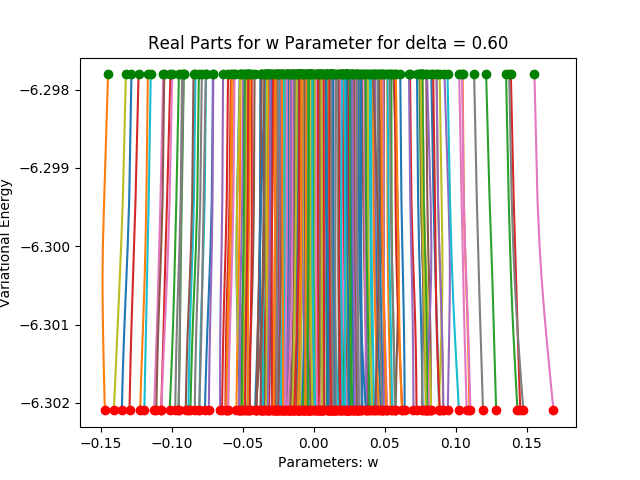 Real Parts for w Parameter for delta = 0.60
Variational Energy
−6.298
−6.299
−6.300
−6.301
−6.302
−0.15 −0.10 −0.05 0.00 0.05 0.10 0.15
Parameters: w